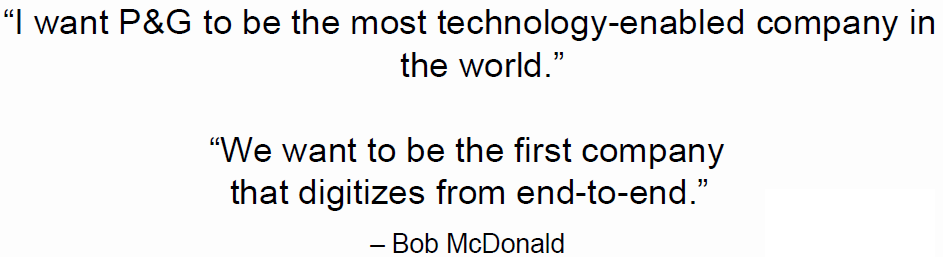 “I want P&G to be the most technology-enabled company in
the world.”
“We want to be the first company
that digitizes from end-to-end.”
– Bob McDonald